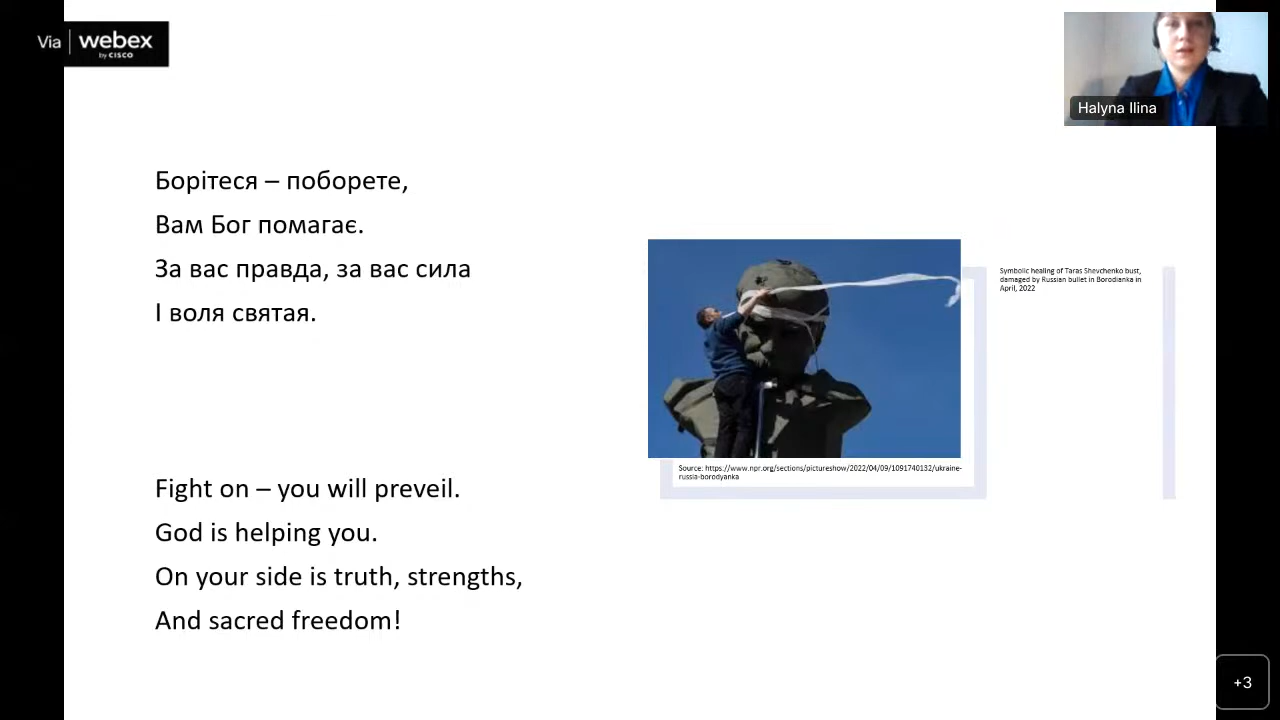 Via webex
by CISCO
Halyna Ilina
Борітеся – поборете,
Вам Бог помагає.
За вас правда, за вас сила
І воля святая.
Symbolic healing of Taras Shevchenko bust,
damaged by Russian bullet in Borodianka in
April, 2022
Source: https://www.npr.org/sections/pictureshow/2022/04/09/1091740132/ukraine-
russia-borodyanka
Fight on – you will preveil.
God is helping you.
On your side is truth, strengths,
And sacred freedom!
+3